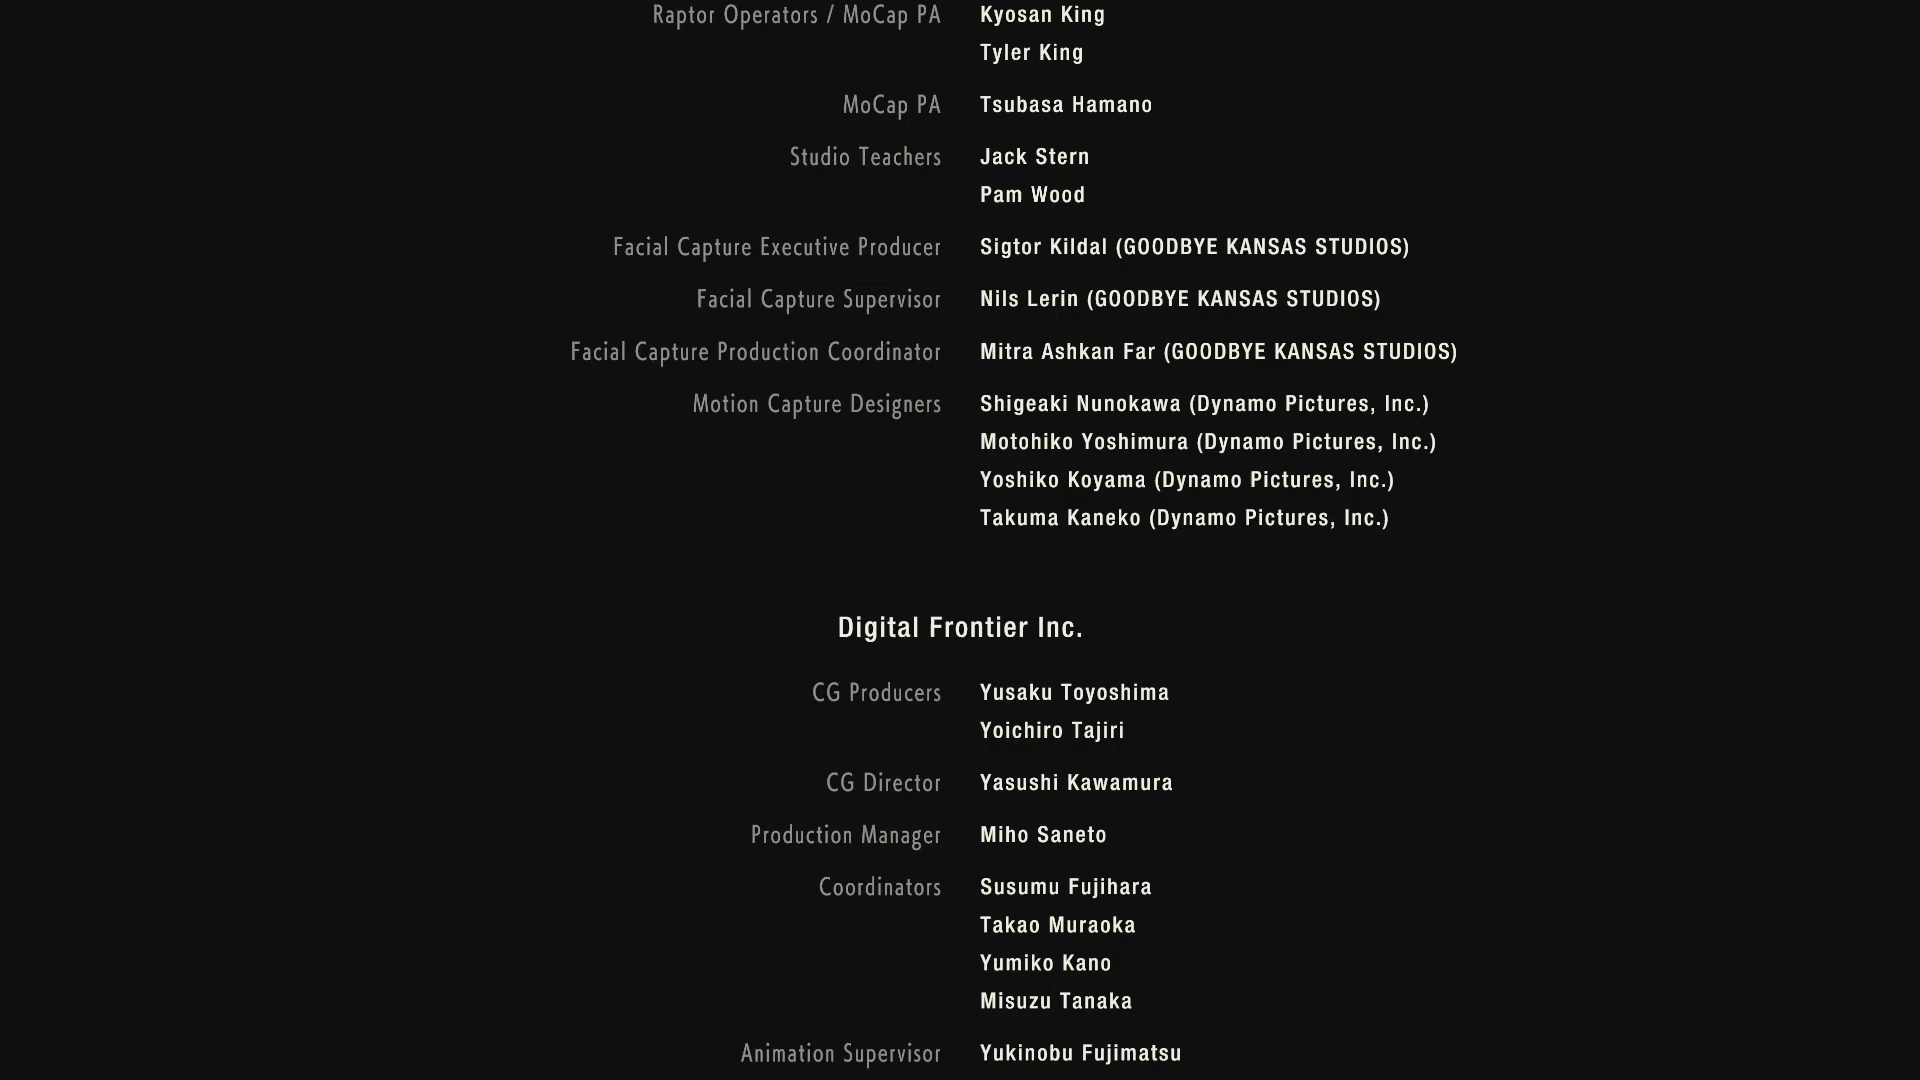 Raptor Operators / MoCap PA Kyosan King
Tyler King
MoCap PA Tsubasa Hamano
Studio Teachers Jack Stern
Pam Wood
Facial Capture Executive Producer Sigtor Kildal (GOODBYE KANSAS STUDIOS)
Facial Capture Supervisor Nils Lerin (GOODBYE KANSAS STUDIOS)
Facial Capture Production Coordinator Mitra Ashkan Far (GOODBYE KANSAS STUDIOS)
Motion Capture Designers Shigeaki Nunokawa (Dynamo Pictures, Inc.)
Motohiko Yoshimura (Dynamo Pictures, Inc.)
Yoshiko Koyama (Dynamo Pictures, Inc.)
Takuma Kaneko (Dynamo Pictures, Inc.)
Digital Frontier Inc.
CG Producers Yusaku Toyoshima
Yoichiro Tajiri
CG Director Yasushi Kawamura
Production Manager Miho Saneto
Coordinators Susumu Fujihara
Takao Muraoka
Yumiko Kano
Misuzu Tanaka
Animation Supervisor Yukinobu Fujimatsu